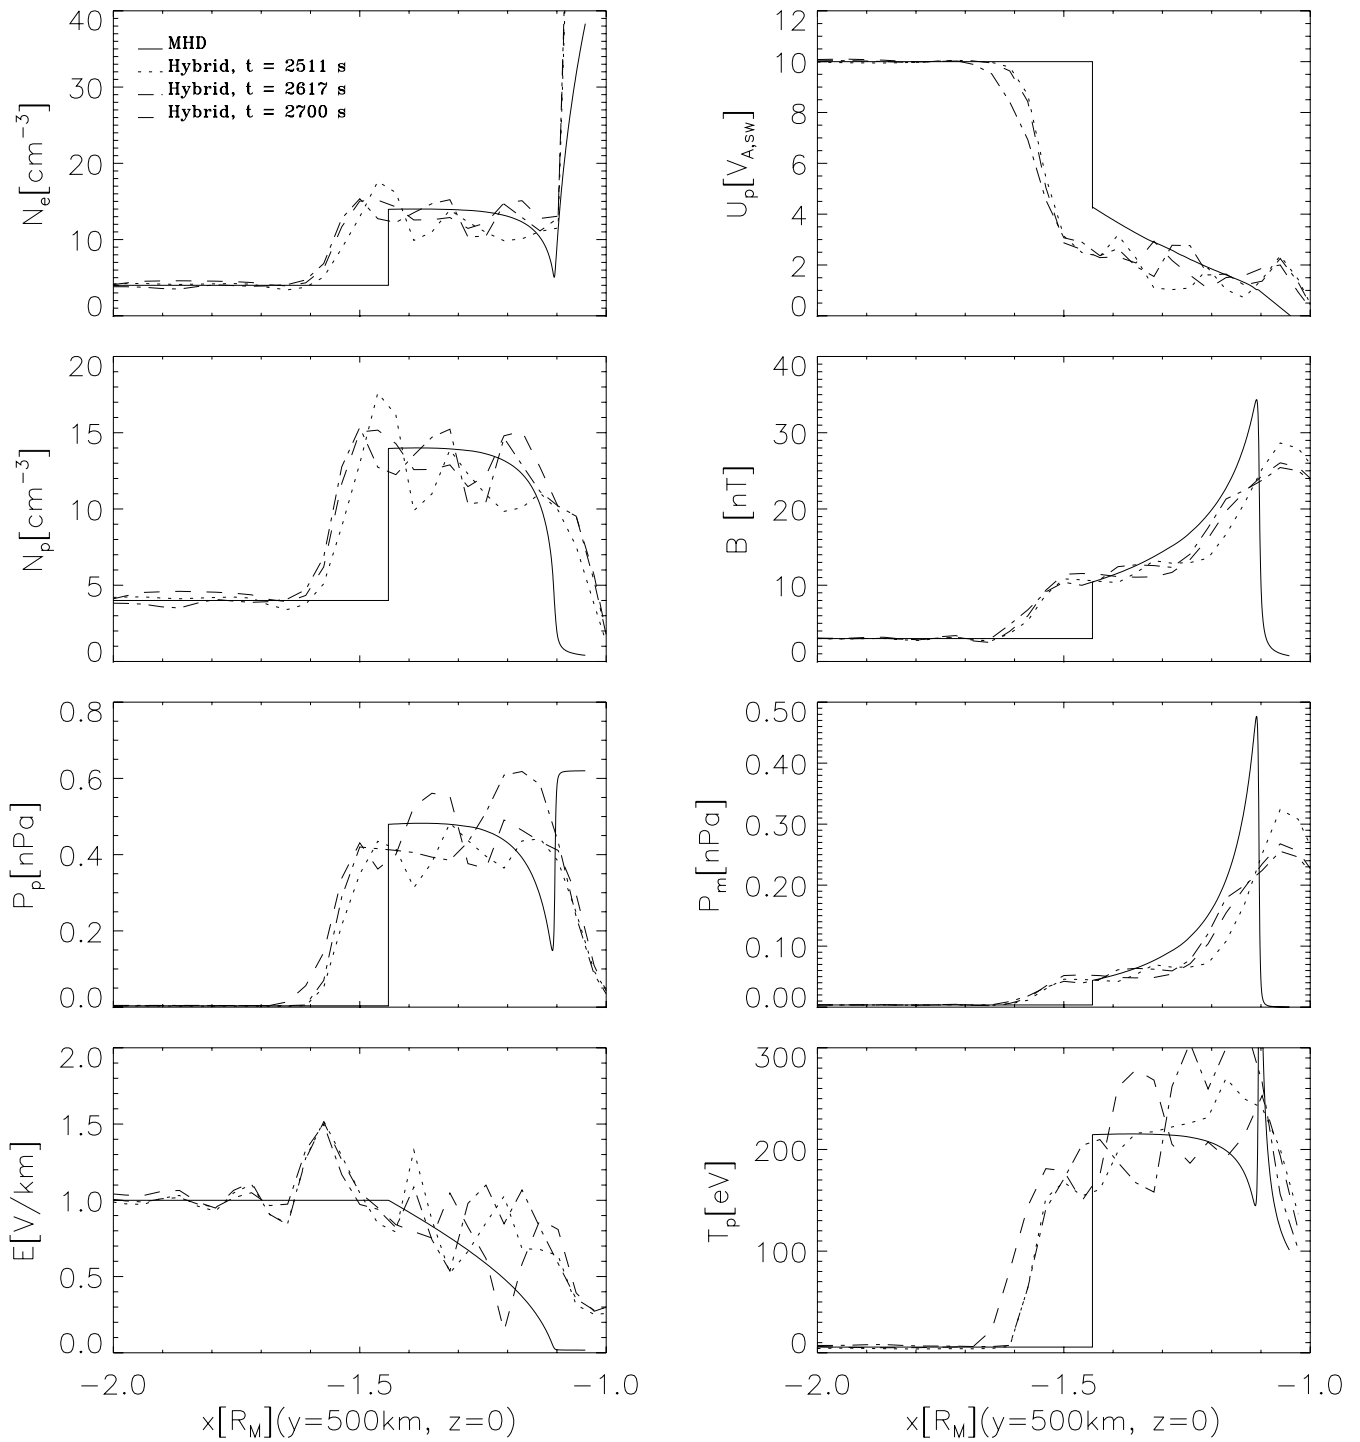 40
30
20
10
0
N_e[cm^{-3}]
MHD
Hybrid, t = 2511 s
Hybrid, t = 2617 s
Hybrid, t = 2700 s
12
10
8
6
4
2
0
U_p[V_{A,sw}]
20
15
10
5
0
N_p[cm^{-3}]
40
30
20
10
0
B [nT]
0.8
0.6
0.4
0.2
0.0
P_p[nPa]
0.50
0.40
0.30
0.20
0.10
0.00
P_m[nPa]
2.0
1.5
1.0
0.5
0.0
E[V/km]
-2.0 -1.5 -1.0
x[R_M](y=500km, z=0)
300
200
100
0
T_p[eV]
-2.0 -1.5 -1.0
x[R_M](y=500km, z=0)